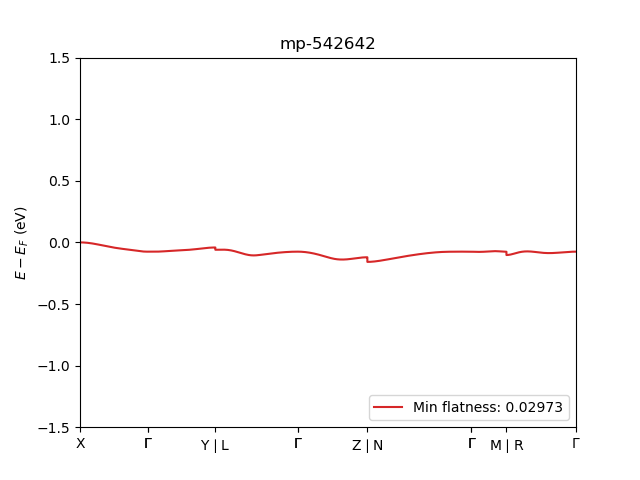 mp-542642
E − E_F (eV)
1.5
1.0
0.5
0.0
−0.5
−1.0
−1.5
Min flatness: 0.02973
X Γ Y | L Γ Z | N Γ M | R Γ